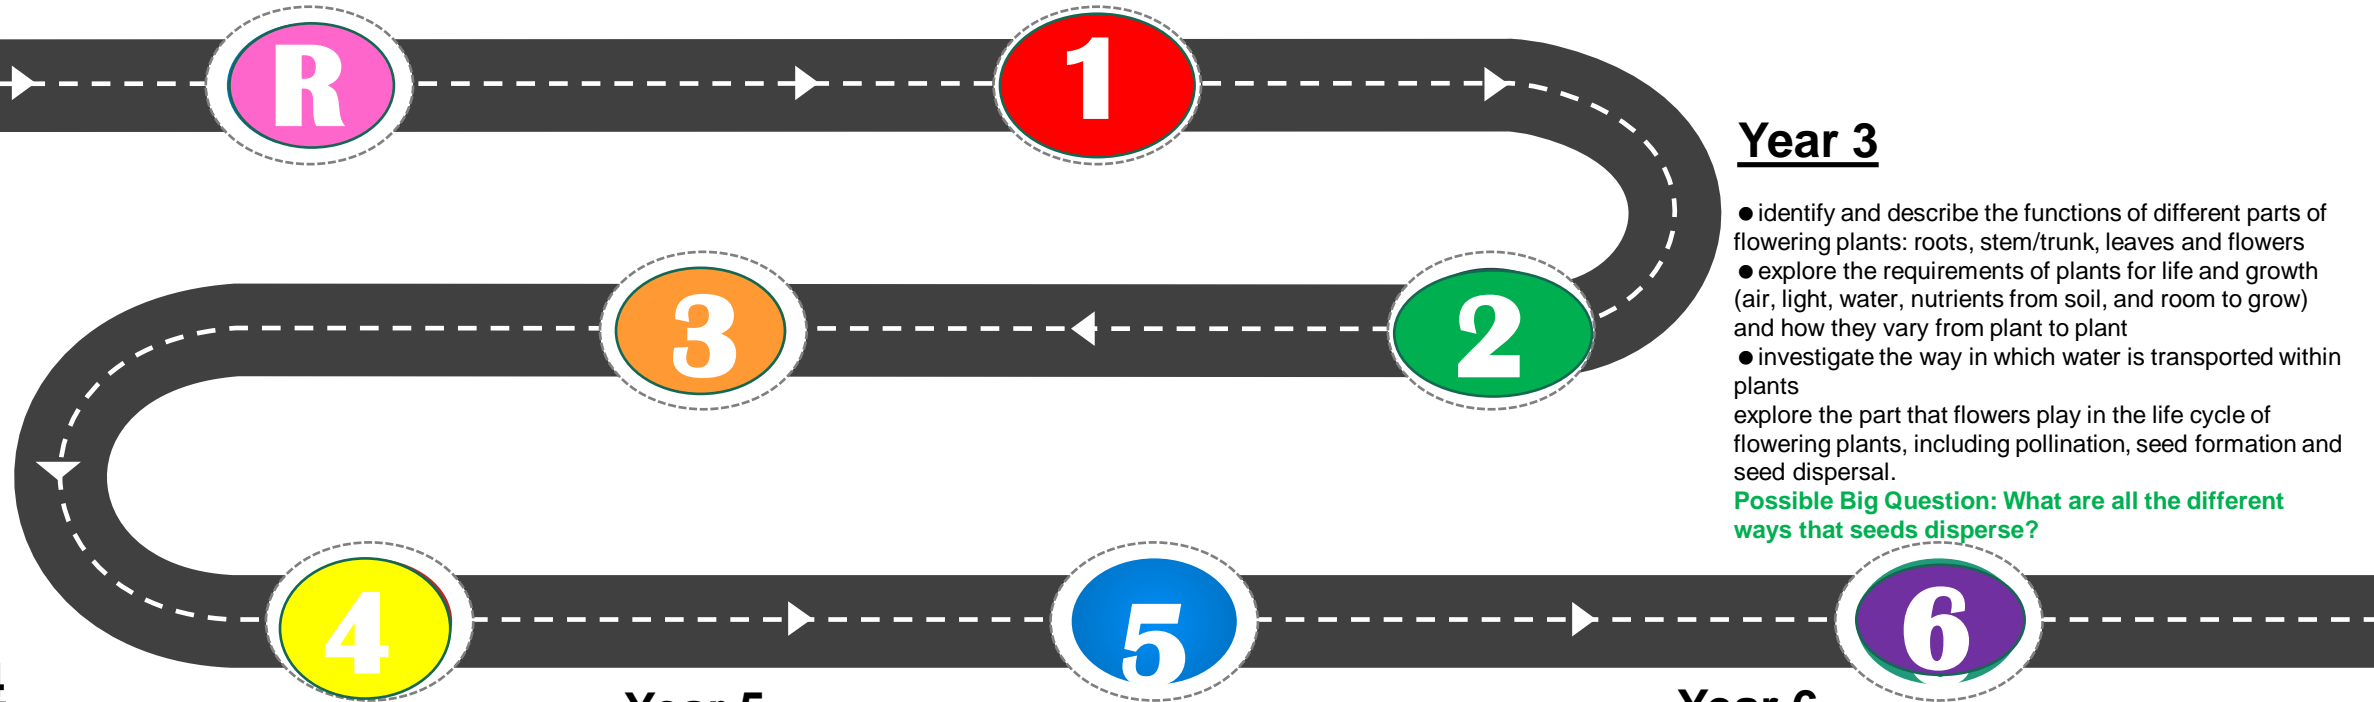 R
1
Year 3
● identify and describe the functions of different parts of
flowering plants: roots, stem/trunk, leaves and flowers
● explore the requirements of plants for life and growth
(air, light, water, nutrients from soil, and room to grow)
and how they vary from plant to plant
● investigate the way in which water is transported within
plants
explore the part that flowers play in the life cycle of
flowering plants, including pollination, seed formation and
seed dispersal.
Possible Big Question: What are all the different
ways that seeds disperse?
3
2
4
5
6
Year 5
Year 6